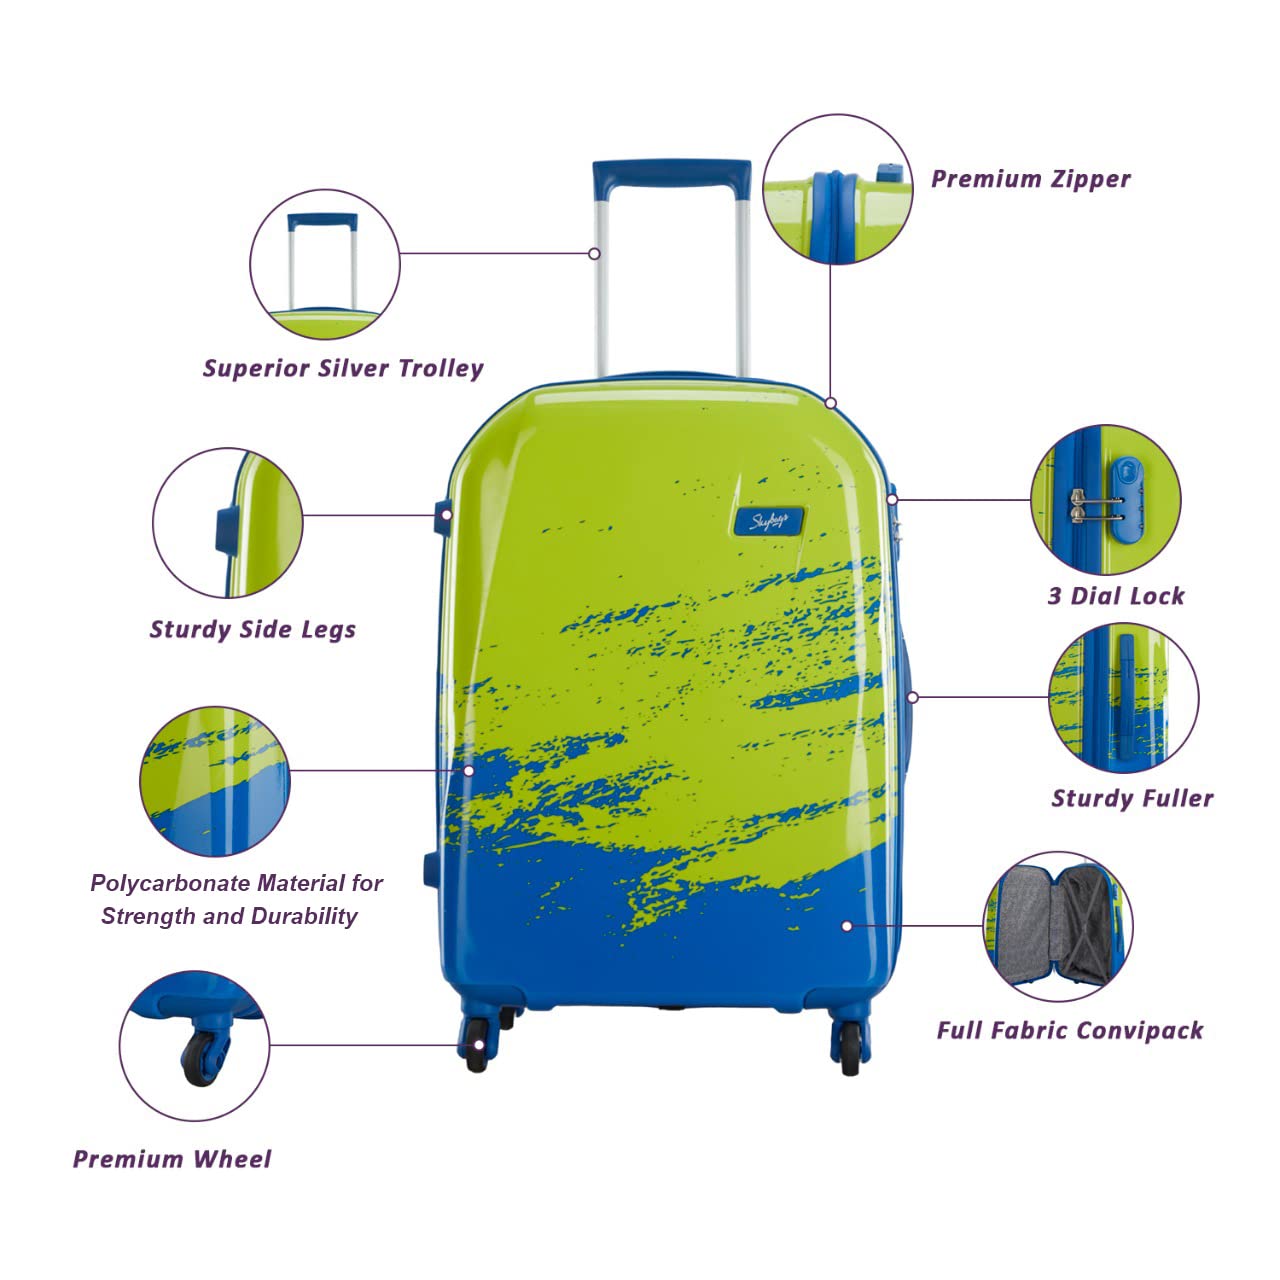 Premium Zipper
Superior Silver Trolley
Skybags
3 Dial Lock
Sturdy Side Legs
Sturdy Fuller
Polycarbonate Material for
Strength and Durability
Full Fabric Convipack
Premium Wheel